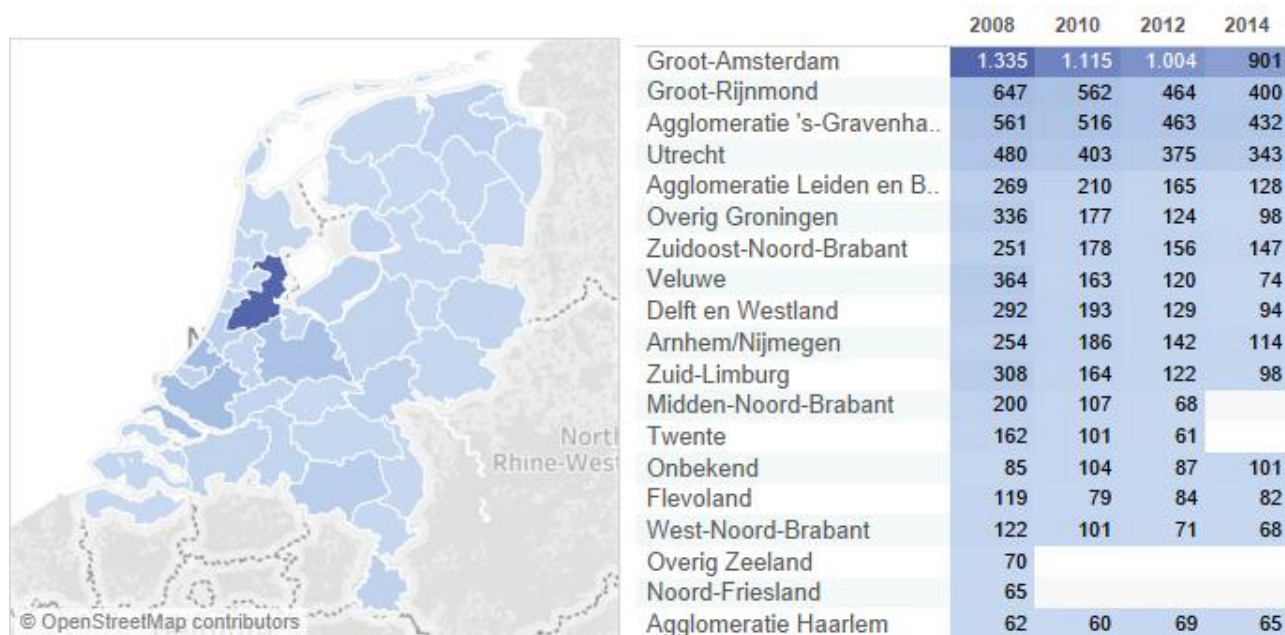 2008 2010 2012 2014
Groot-Amsterdam 1.335 1.115 1.004 901
Groot-Rijnmond 647 562 464 400
Agglomeratie 's-Gravenha.. 561 516 463 432
Utrecht 480 403 375 343
Agglomeratie Leiden en B.. 269 210 165 128
Overig Groningen 336 177 124 98
Zuidoost-Noord-Brabant 251 178 156 147
Veluwe 364 163 120 74
Delft en Westland 292 193 129 94
Arnhem/Nijmegen 254 186 142 114
Zuid-Limburg 308 164 122 98
Midden-Noord-Brabant 200 107 68
Twente 162 101 61
Onbekend 85 104 87 101
Flevoland 119 79 84 82
West-Noord-Brabant 122 101 71 68
Overig Zeeland 70
Noord-Friesland 65
Agglomeratie Haarlem 62 60 69 65
N
North
Rhine-West
© OpenStreetMap contributors